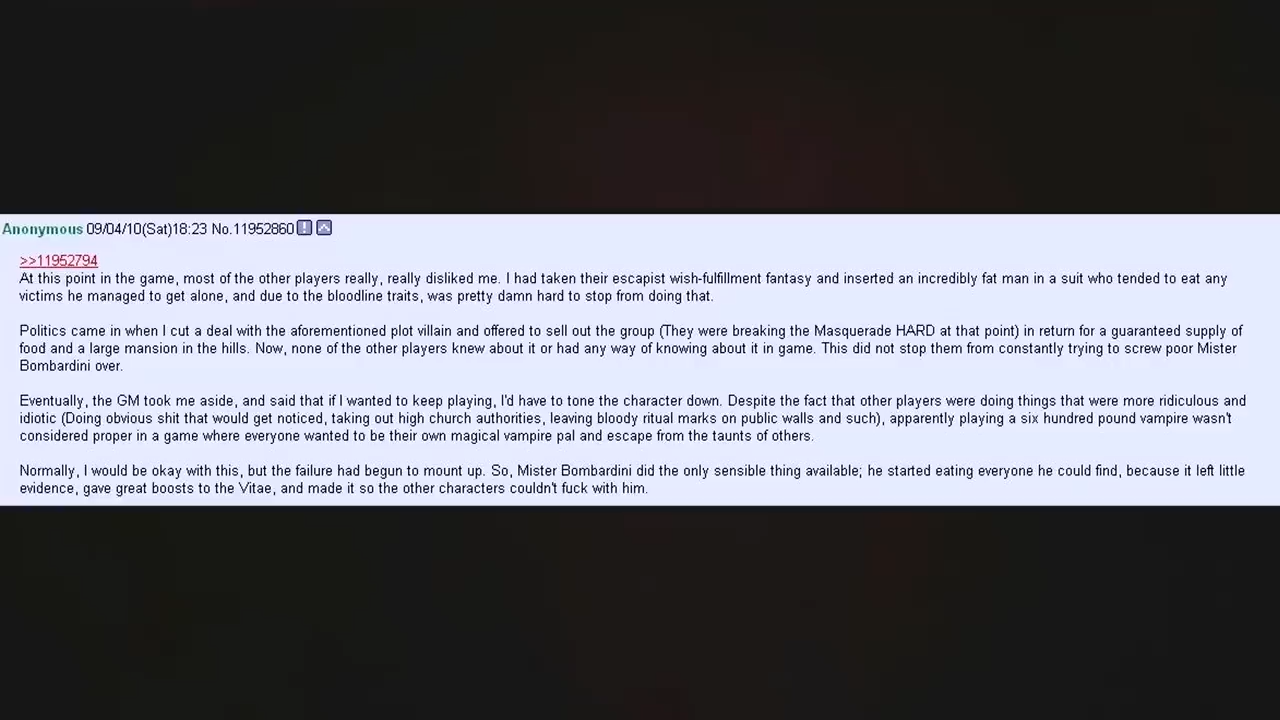 Anonymous 09/04/10(Sat)18:23 No.11952860
>>11952794
At this point in the game, most of the other players really, really disliked me. I had taken their escapist wish-fulfillment fantasy and inserted an incredibly fat man in a suit who tended to eat any
victims he managed to get alone, and due to the bloodline traits, was pretty damn hard to stop from doing that.
Politics came in when I cut a deal with the aforementioned plot villain and offered to sell out the group (They were breaking the Masquerade HARD at that point) in return for a guaranteed supply of
food and a large mansion in the hills. Now, none of the other players knew about it or had any way of knowing about it in game. This did not stop them from constantly trying to screw poor Mister
Bombardini over.
Eventually, the GM took me aside, and said that if I wanted to keep playing, I'd have to tone the character down. Despite the fact that other players were doing things that were more ridiculous and
idiotic (Doing obvious shit that would get noticed, taking out high church authorities, leaving bloody ritual marks on public walls and such), apparently playing a six hundred pound vampire wasn't
considered proper in a game where everyone wanted to be their own magical vampire pal and escape from the taunts of others.
Normally, I would be okay with this, but the failure had begun to mount up. So, Mister Bombardini did the only sensible thing available; he started eating everyone he could find, because it left little
evidence, gave great boosts to the Vitae, and made it so the other characters couldn't fuck with him.